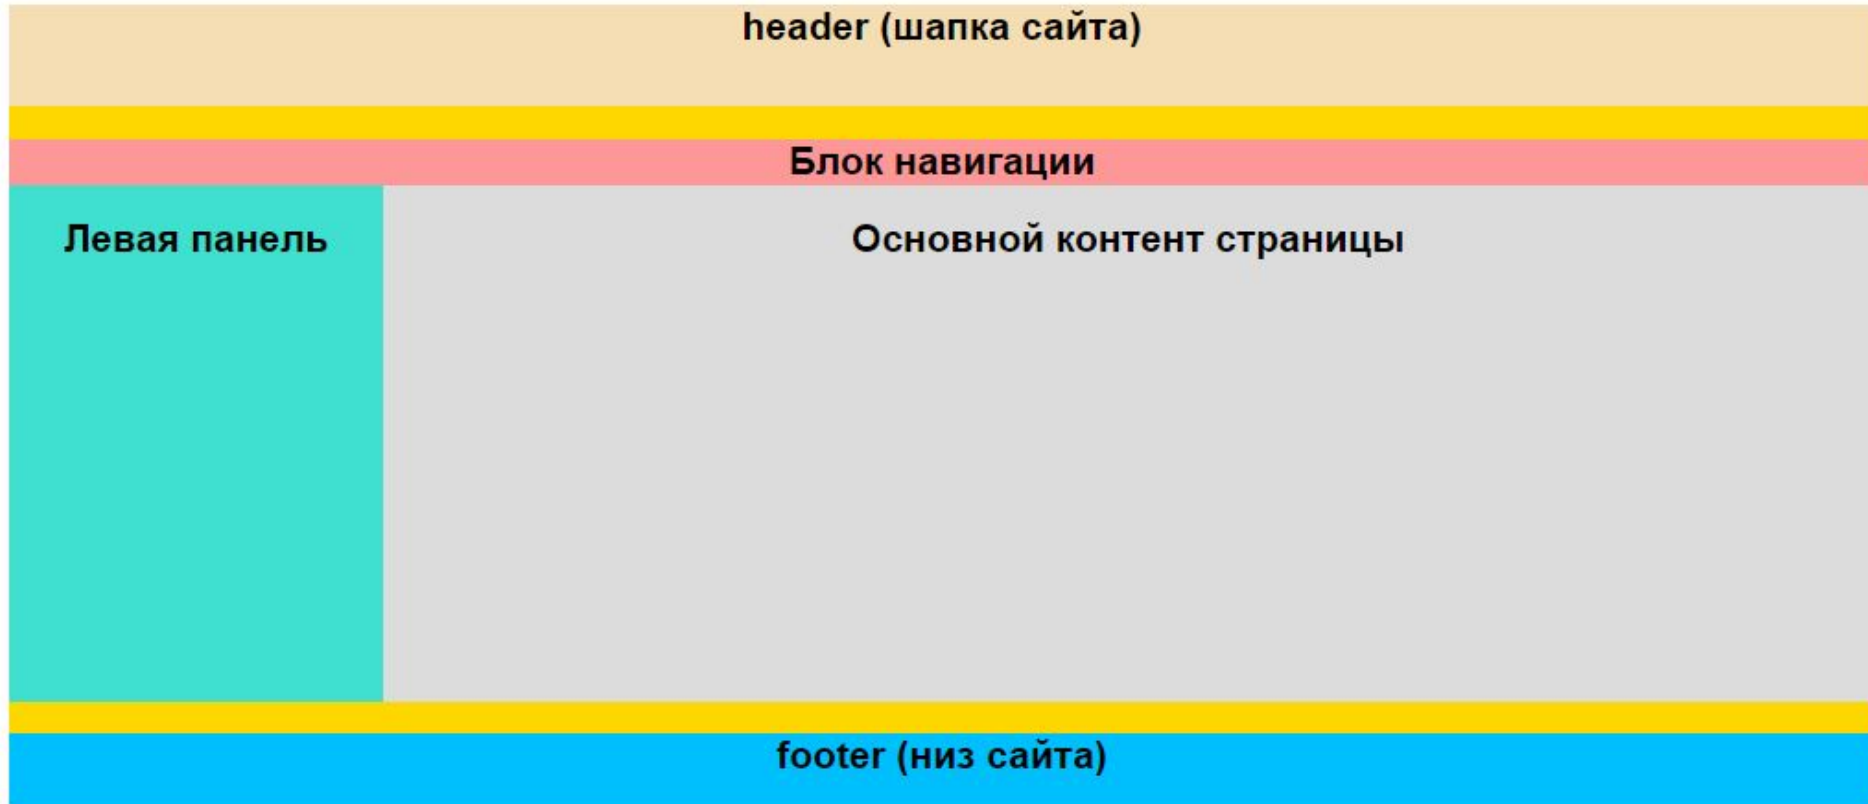 header (шапка сайта)
Блок навигации
Левая панель
Основной контент страницы
footer (низ сайта)